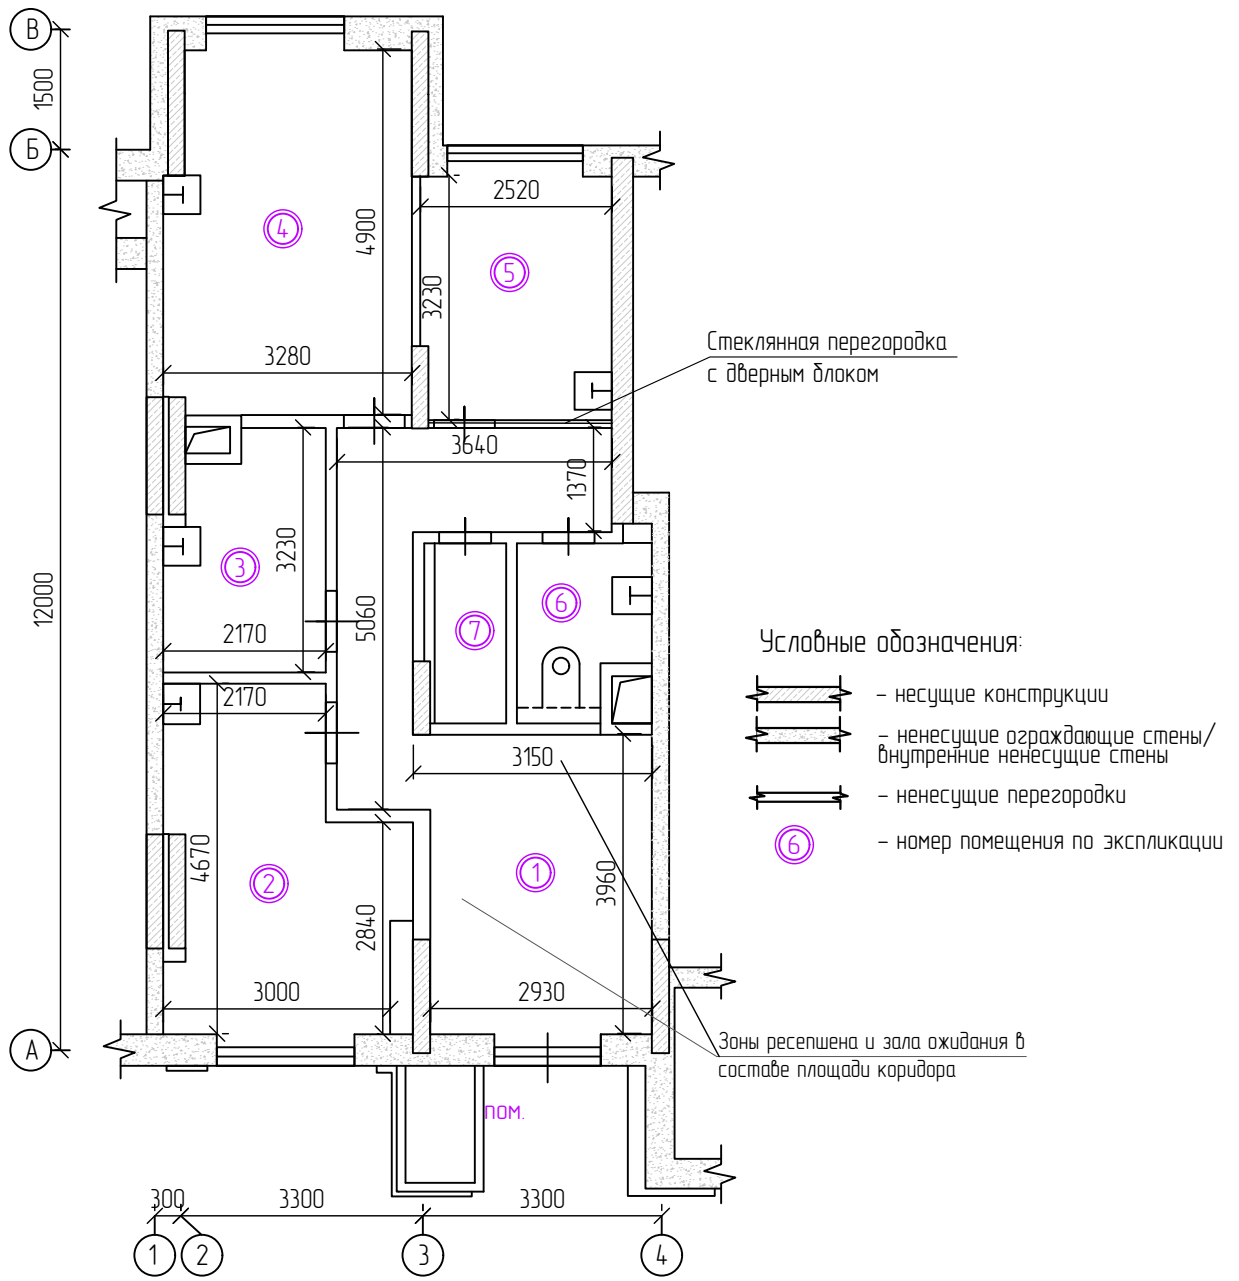 В
1500
Б
12000
А
4
4900
3280
2520
5
3230
Стеклянная перегородка
с дверным блоком
3640
1370
3
3230
2170
5060
7
6
2170
3150
4670
2
2840
3000
1
3960
2930
Условные обозначения:
– несущие конструкции
– ненесущие ограждающие стены/
внутренние ненесущие стены
– ненесущие перегородки
6
– номер помещения по экспликации
Зоны ресепшена и зала ожидания в
составе площади коридора
пом.
300
3300
3300
1
2
3
4